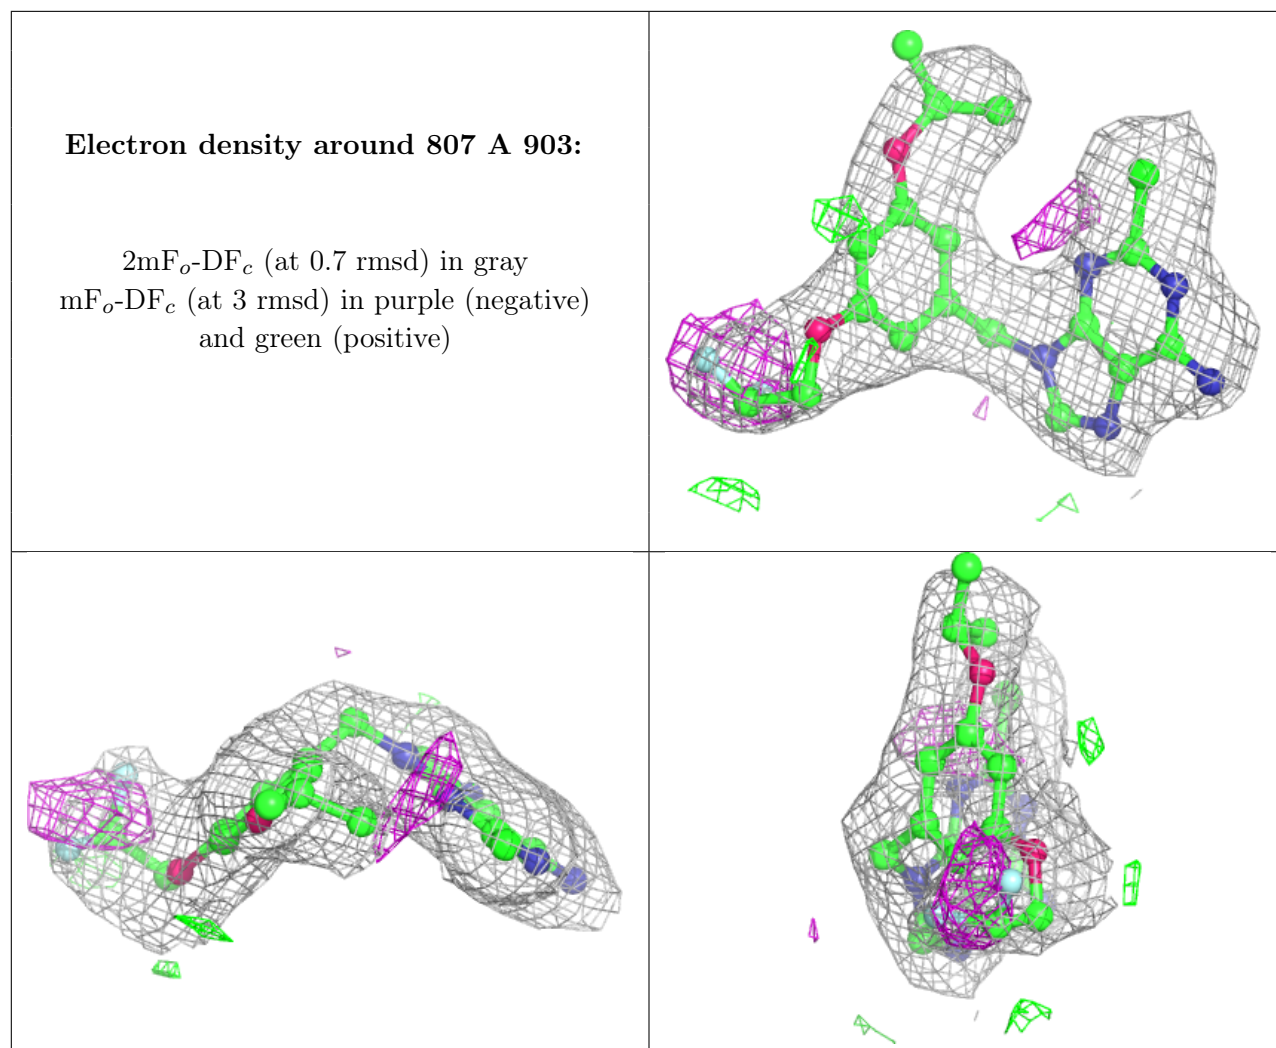 Electron density around 807 A 903:
2mFo-DFc (at 0.7 rmsd) in gray
mFo-DFc (at 3 rmsd) in purple (negative)
and green (positive)